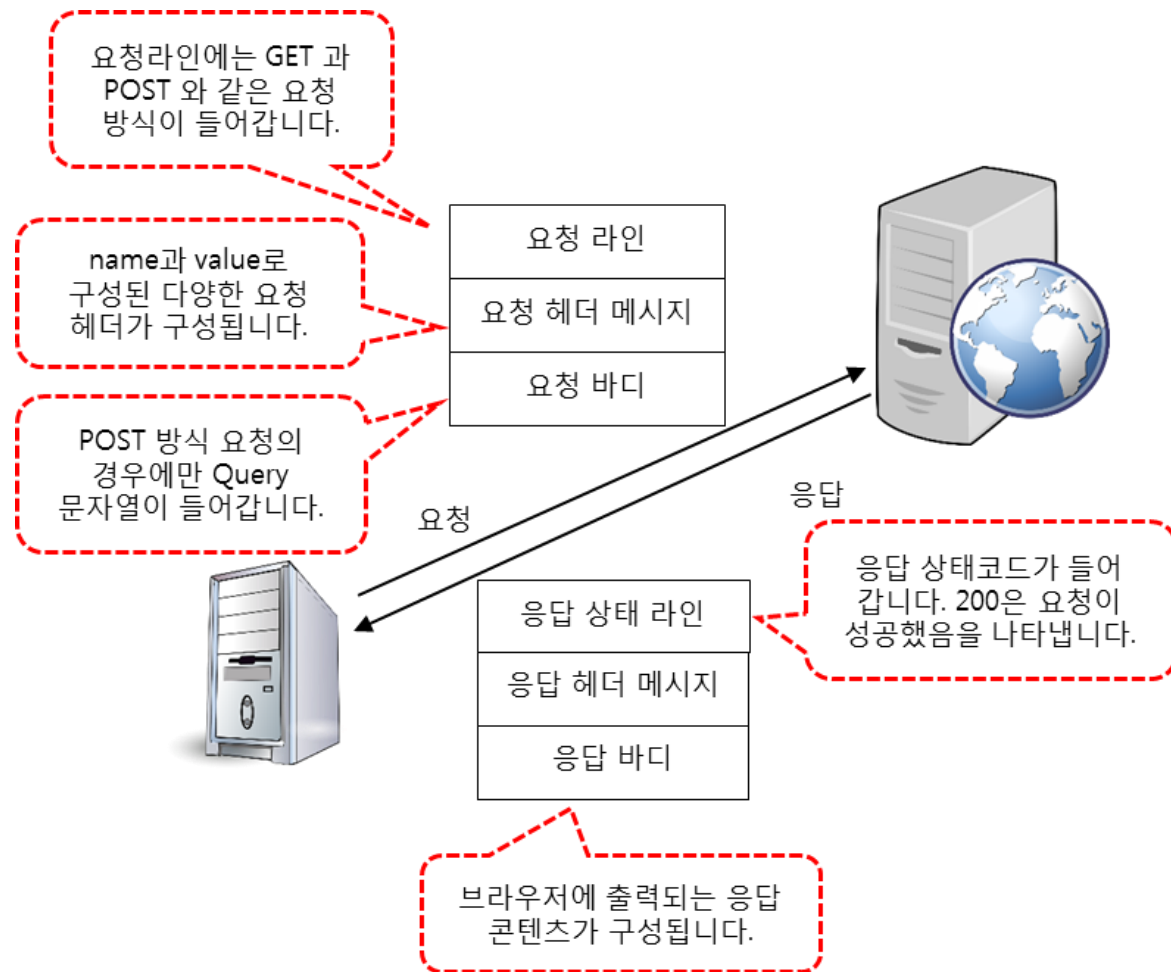 요청라인에는 GET 과
POST 와 같은 요청
방식이 들어갑니다.
name과 value로
구성된 다양한 요청
헤더가 구성됩니다.
POST 방식 요청의
경우에만 Query
문자열이 들어갑니다.
요청 라인
요청 헤더 메시지
요청 바디
요청
응답
응답 상태 라인
응답 헤더 메시지
응답 바디
응답 상태코드가 들어
갑니다. 200은 요청이
성공했음을 나타냅니다.
브라우저에 출력되는 응답
콘텐츠가 구성됩니다.